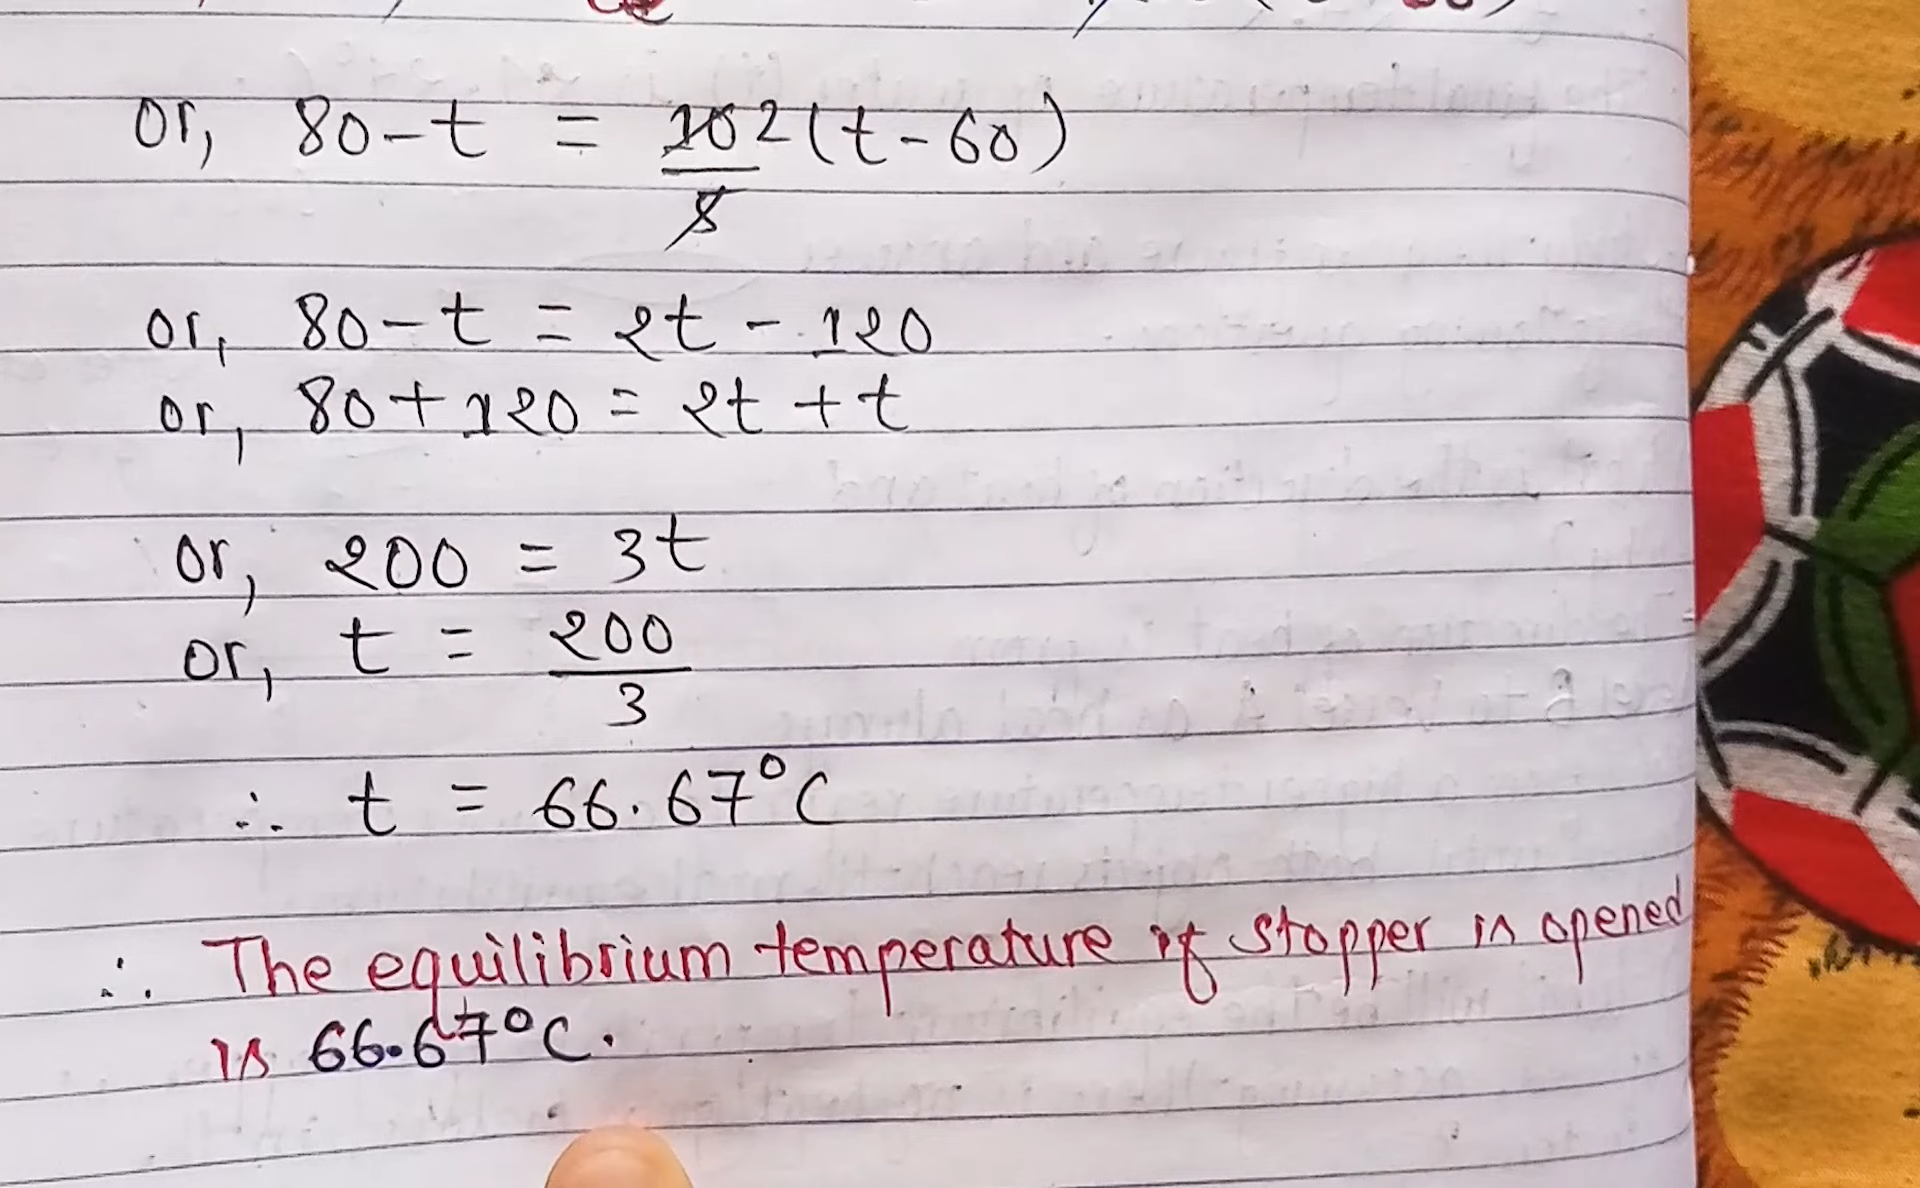 or, 80-t = 10 2(t-60)
5
or, 80-t = 2t - 120
or, 80+120 = 2t + t
or, 200 = 3t
or, t = 200
3
∴ t = 66.67°C
∴ The equilibrium temperature if stopper is opened
is 66.67°C.